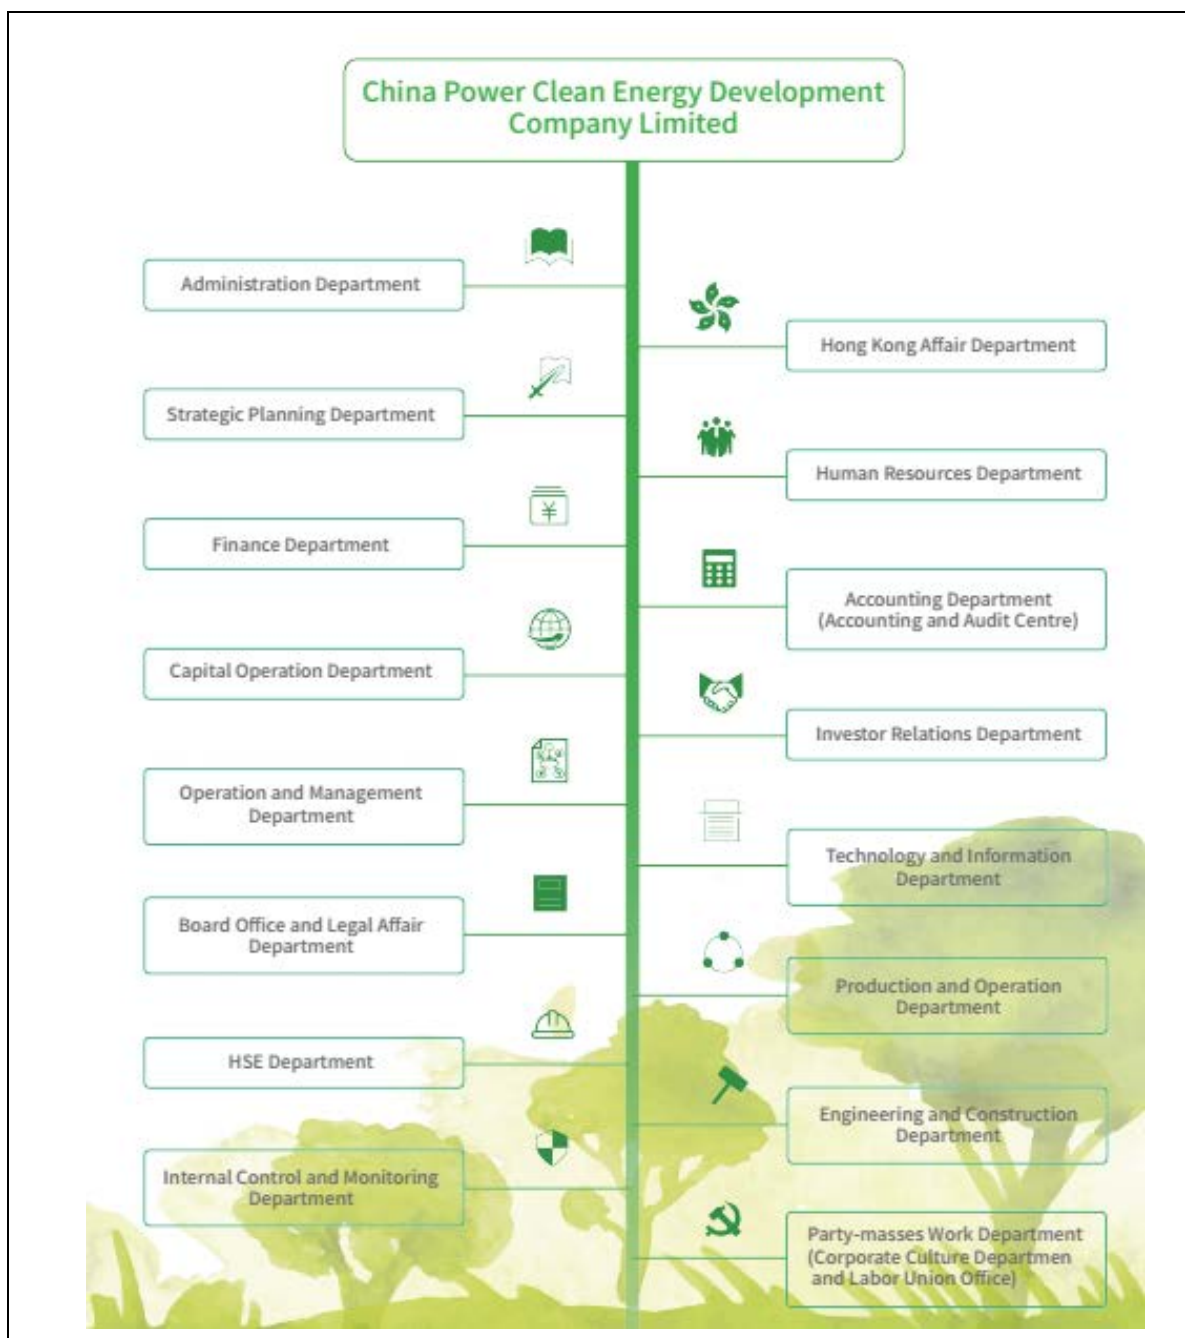 China Power Clean Energy Development
Company Limited
Administration Department
Hong Kong Affair Department
Strategic Planning Department
Human Resources Department
Finance Department
Accounting Department
(Accounting and Audit Centre)
Capital Operation Department
Investor Relations Department
Operation and Management
Department
Technology and Information
Department
Board Office and Legal Affair
Department
Production and Operation
Department
HSE Department
Engineering and Construction
Department
Internal Control and Monitoring
Department
Party-masses Work Department
(Corporate Culture Departmen
and Labor Union Office)
¥